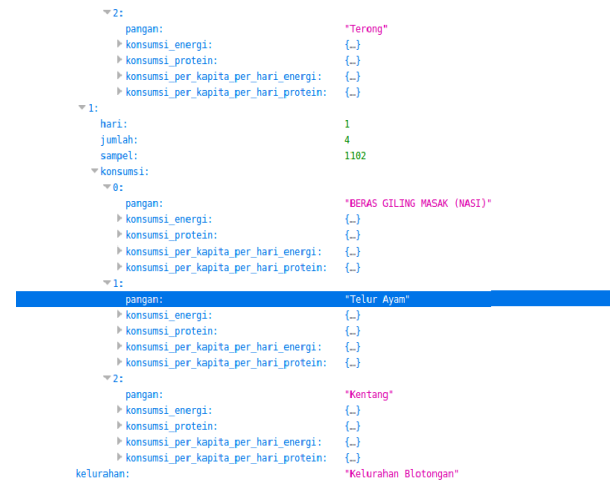 2:
pangan: "Terong"
konsumsi_energi: {…}
konsumsi_protein: {…}
konsumsi_per_kapita_per_hari_energi: {…}
konsumsi_per_kapita_per_hari_protein: {…}
1:
hari: 1
jumlah: 4
sampel: 1102
konsumsi:
0:
pangan: "BERAS GILING MASAK (NASI)"
konsumsi_energi: {…}
konsumsi_protein: {…}
konsumsi_per_kapita_per_hari_energi: {…}
konsumsi_per_kapita_per_hari_protein: {…}
1:
pangan: "Telur Ayam"
konsumsi_energi: {…}
konsumsi_protein: {…}
konsumsi_per_kapita_per_hari_energi: {…}
konsumsi_per_kapita_per_hari_protein: {…}
2:
pangan: "Kentang"
konsumsi_energi: {…}
konsumsi_protein: {…}
konsumsi_per_kapita_per_hari_energi: {…}
konsumsi_per_kapita_per_hari_protein: {…}
kelurahan: "Kelurahan Blotongan"